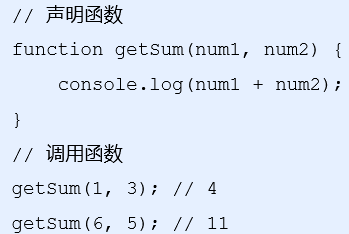 // 声明函数
function getSum(num1, num2) {
    console.log(num1 + num2);
}
// 调用函数
getSum(1, 3); // 4
getSum(6, 5); // 11